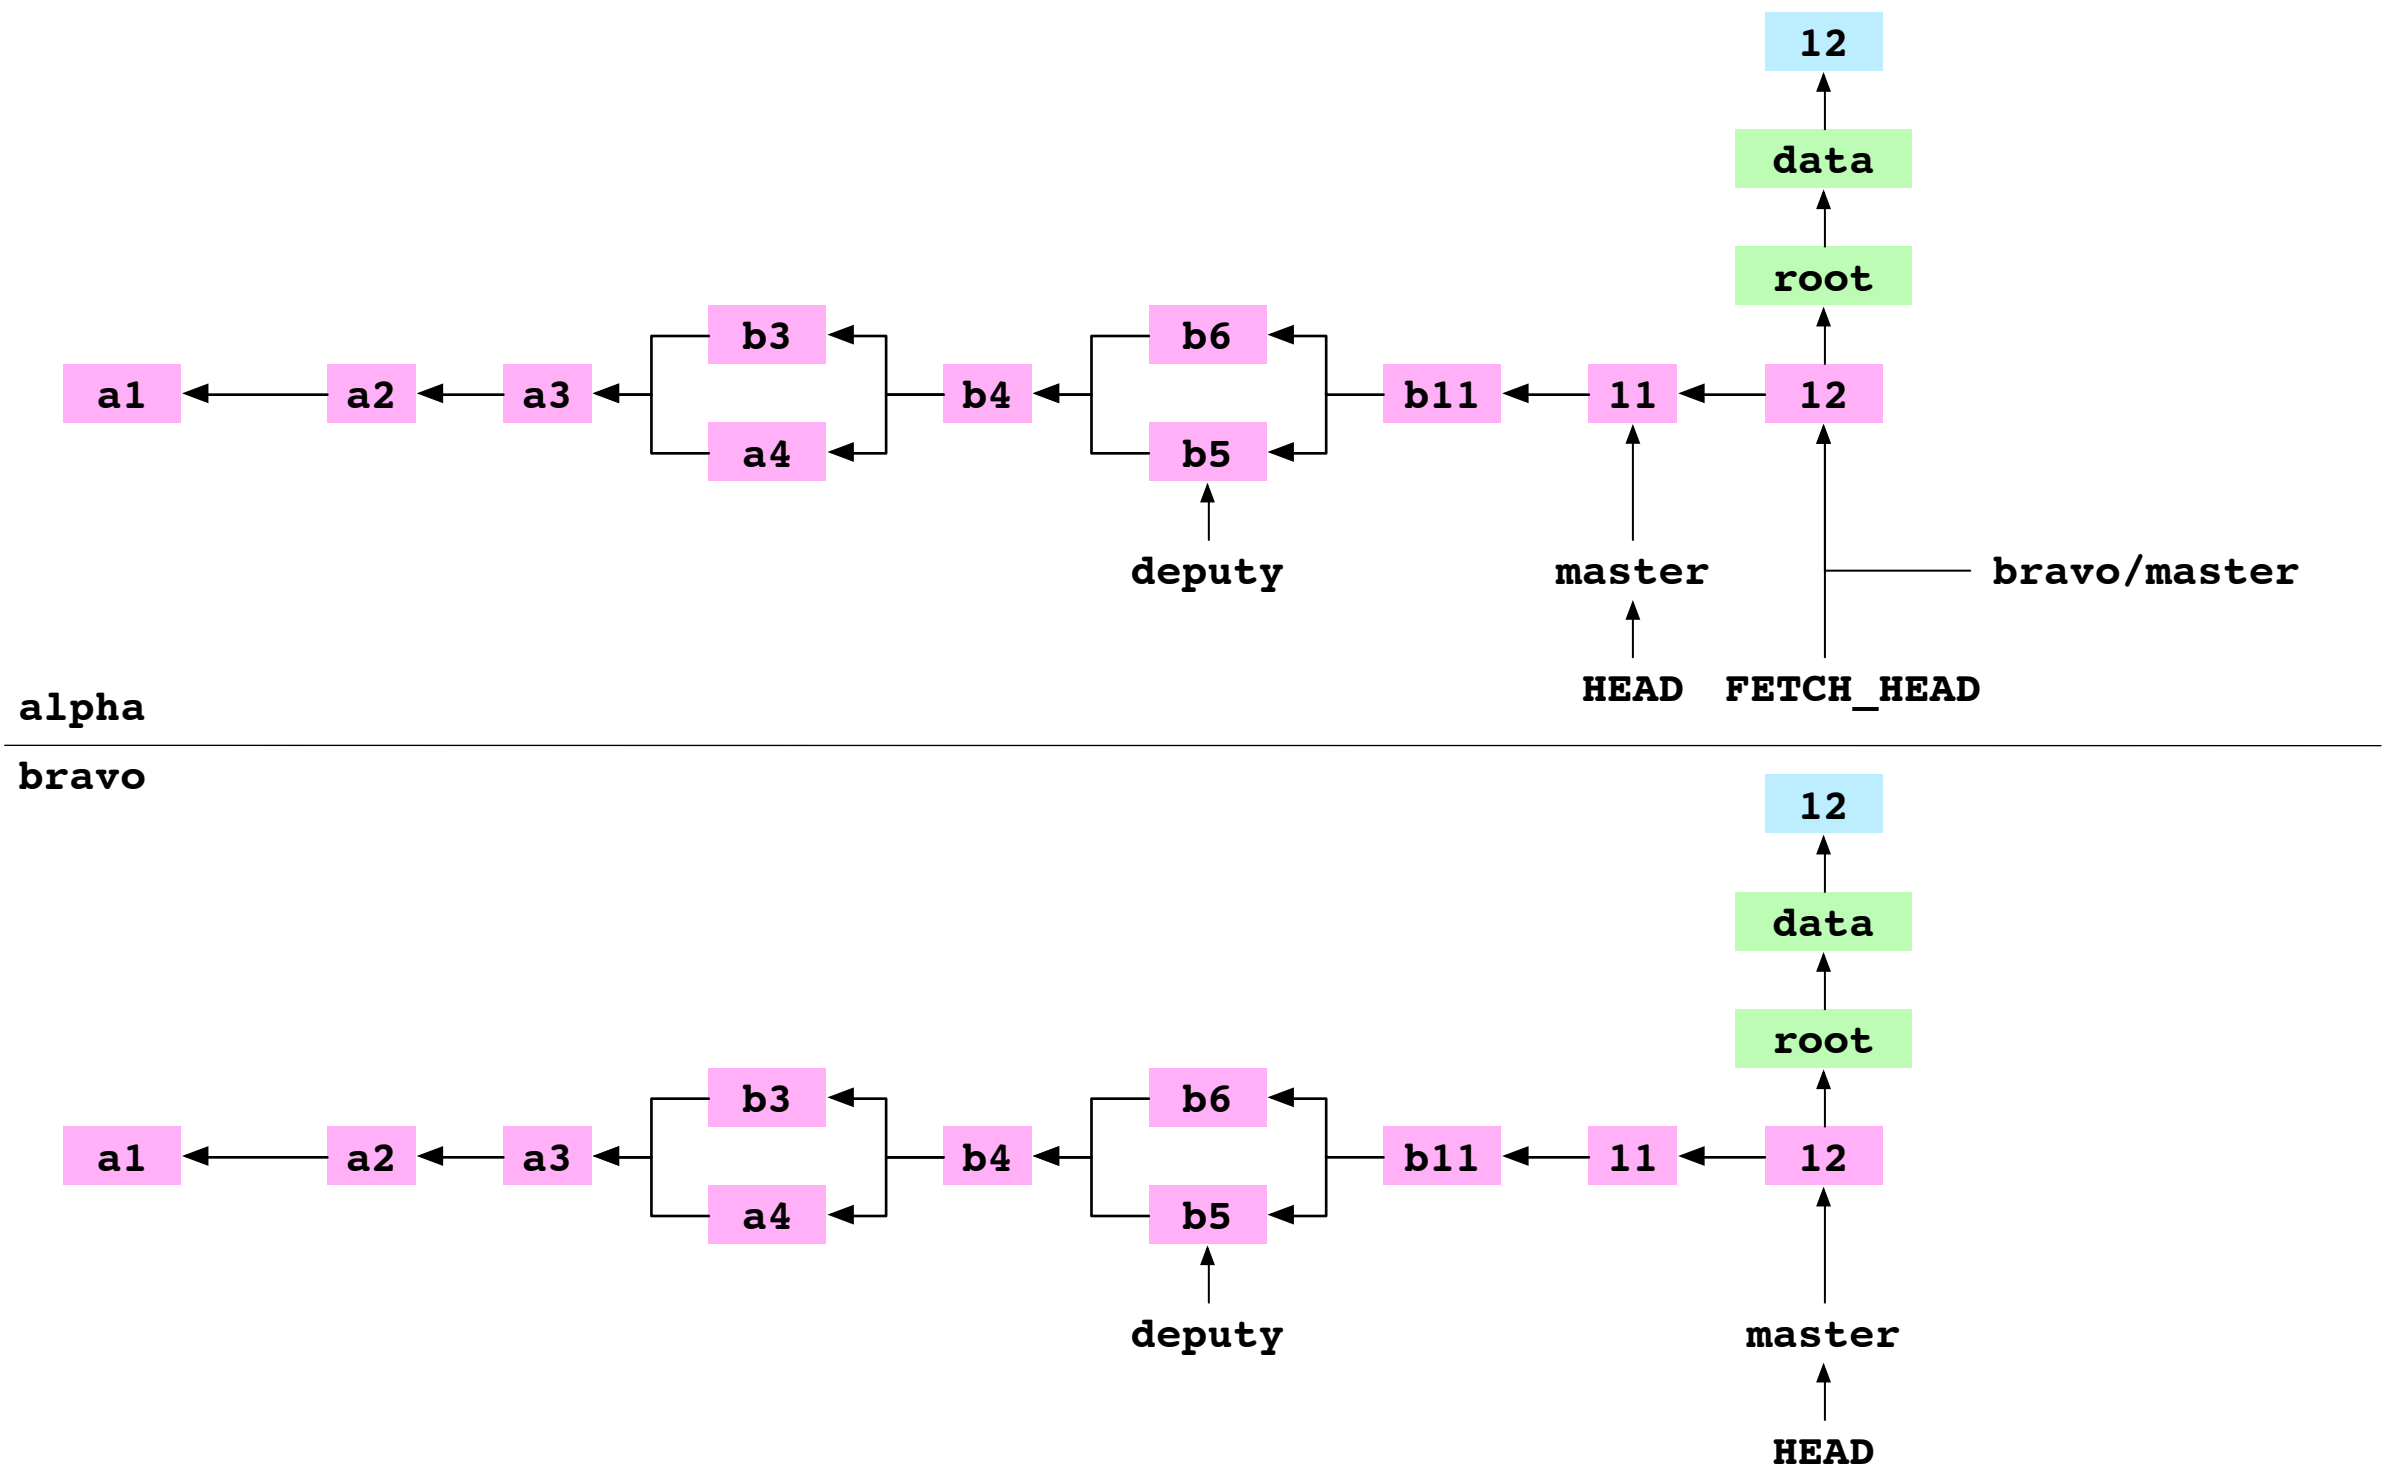 12
data
root
b3 b6
a1 a2 a3 b4 b11 11 12
a4 b5
deputy master bravo/master
HEAD FETCH_HEAD
alpha
bravo
12
data
root
b3 b6
a1 a2 a3 b4 b11 11 12
a4 b5
deputy master
HEAD